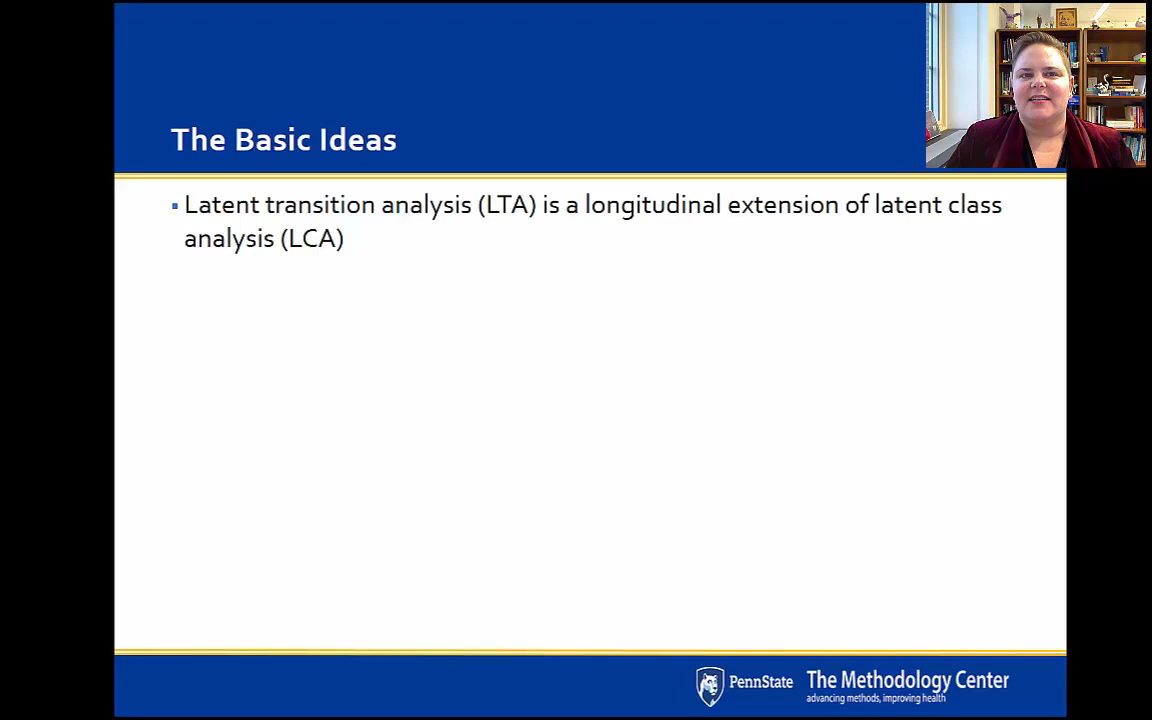 The Basic Ideas
▪ Latent transition analysis (LTA) is a longitudinal extension of latent class
analysis (LCA)
PennState The Methodology Center
advancing methods, improving health